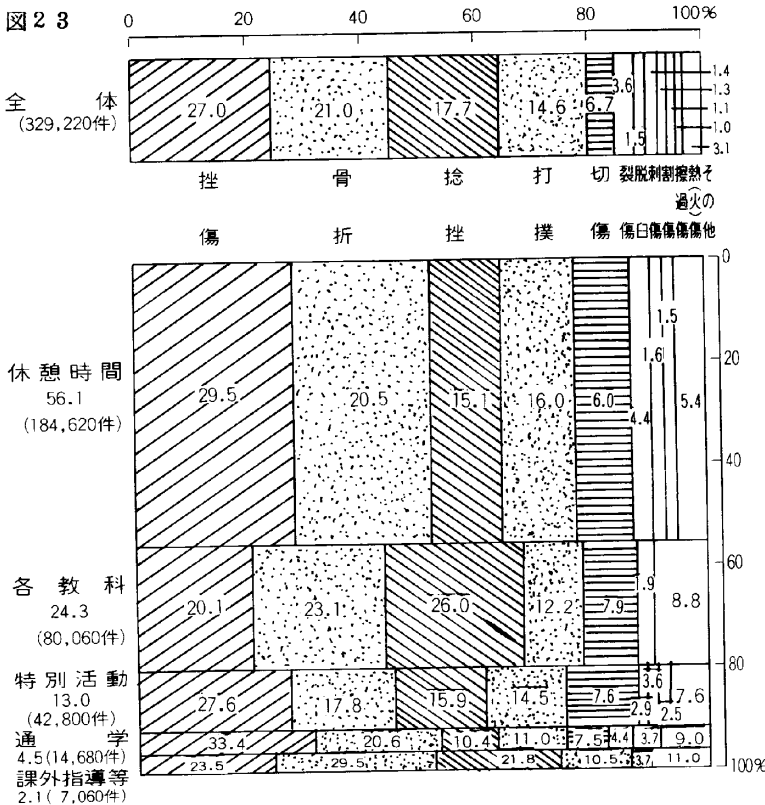 図23
0 20 40 60 80 100%
全体
(329,220件)
27.0 21.0 17.7 14.6 6.7 3.6 1.5
1.4
1.3
1.1
1.0
3.1
挫傷 骨折 捻挫 打撲 切傷 裂傷 脱臼 刺傷 割傷 擦過傷 熱(火)傷 その他
0
20
40
60
80
100%
休憩時間
56.1
(184,620件)
29.5 20.5 15.1 16.0 6.0 4.4 1.6 1.5 5.4
各教科
24.3
(80,060件)
20.1 23.1 26.0 12.2 7.9 1.9 8.8
特別活動
13.0
(42,800件)
27.6 17.8 15.9 14.5 7.6 2.9 3.6 2.5 7.6
通学
4.5(14,680件)
33.4 20.6 10.4 11.0 7.5 4.4 3.7 9.0
課外指導等
2.1(7,060件)
23.5 29.5 21.8 10.5 3.7 11.0